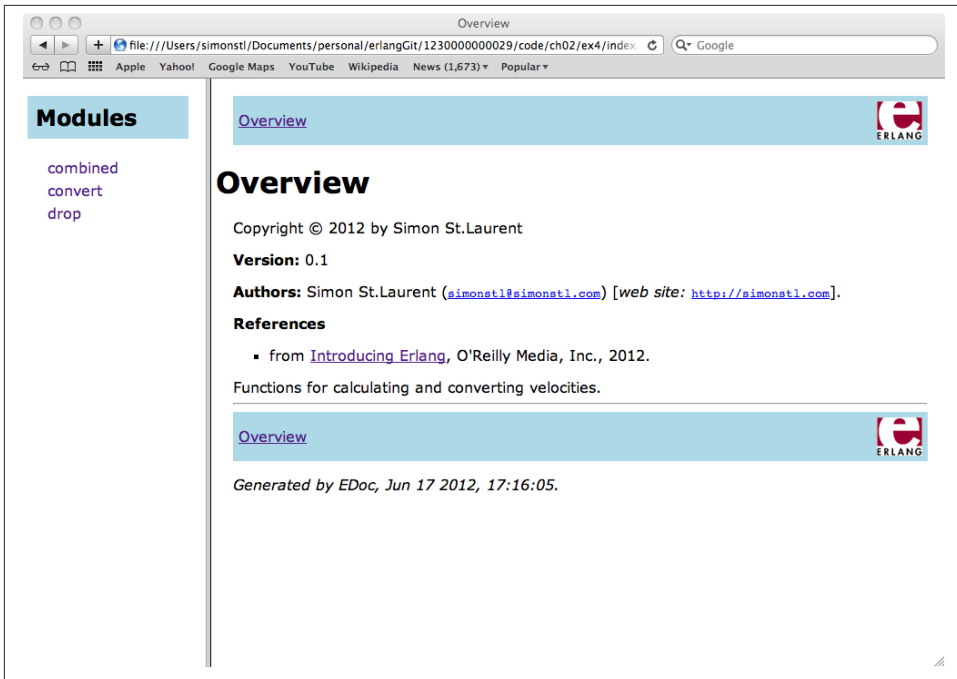 Overview
file:///Users/simonstl/Documents/personal/erlangGit/1230000000029/code/ch02/ex4/index.
Google
Apple Yahoo! Google Maps YouTube Wikipedia News (1,673) Popular
Modules
combined
convert
drop
Overview
ERLANG
Overview
Copyright © 2012 by Simon St.Laurent
Version: 0.1
Authors: Simon St.Laurent (simonstl@simonstl.com) [web site: http://simonstl.com].
References
from Introducing Erlang, O'Reilly Media, Inc., 2012.
Functions for calculating and converting velocities.
Overview
ERLANG
Generated by EDoc, Jun 17 2012, 17:16:05.